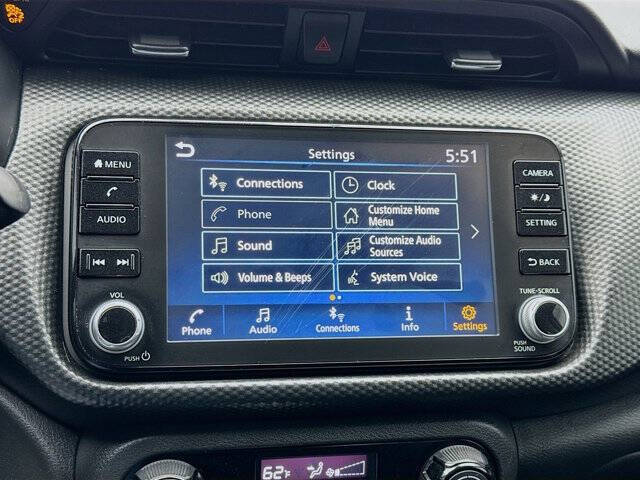 OFF
Settings
5:51
Connections
Clock
Phone
Customize Home
Menu
Sound
Customize Audio
Sources
Volume & Beeps
System Voice
Phone
Audio
Connections
Info
Settings
MENU
AUDIO
VOL
PUSH
CAMERA
SETTING
BACK
TUNE•SCROLL
PUSH
SOUND
62°F